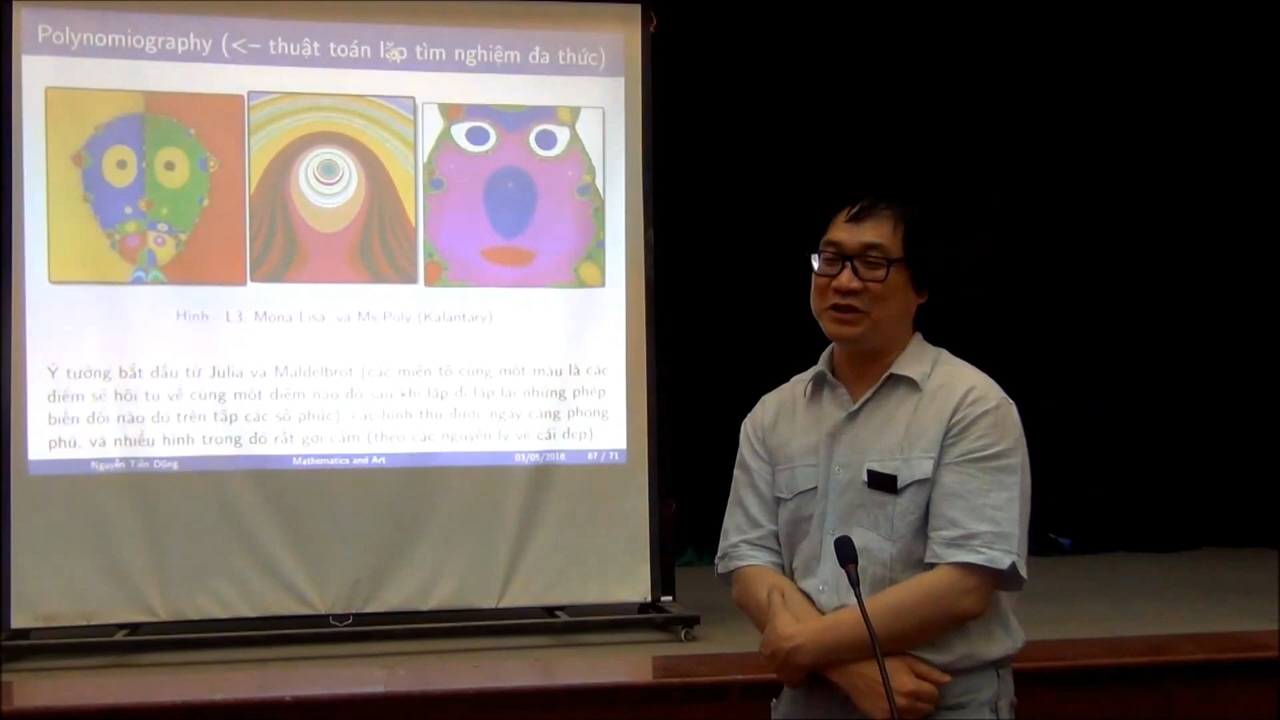 Polynomiography (<– thuật toán lặp tìm nghiệm đa thức)
Hình : L3, Mona Lisa và Ms Poly (Kalantary)
Ý tưởng bắt đầu từ Julia và Maldelbrot (các miền tô cùng một màu là các
điểm sẽ hội tụ về cùng một điểm nào đó sau khi lặp đi lặp lại những phép
biến đổi nào đó trên tập các số phức). Các hình thu được ngày càng phong
phú, và nhiều hình trong đó rất gợi cảm (theo các nguyên lý về cái đẹp)
Nguyễn Tiến Dũng Mathematics and Art 03/05/2016 67 / 71